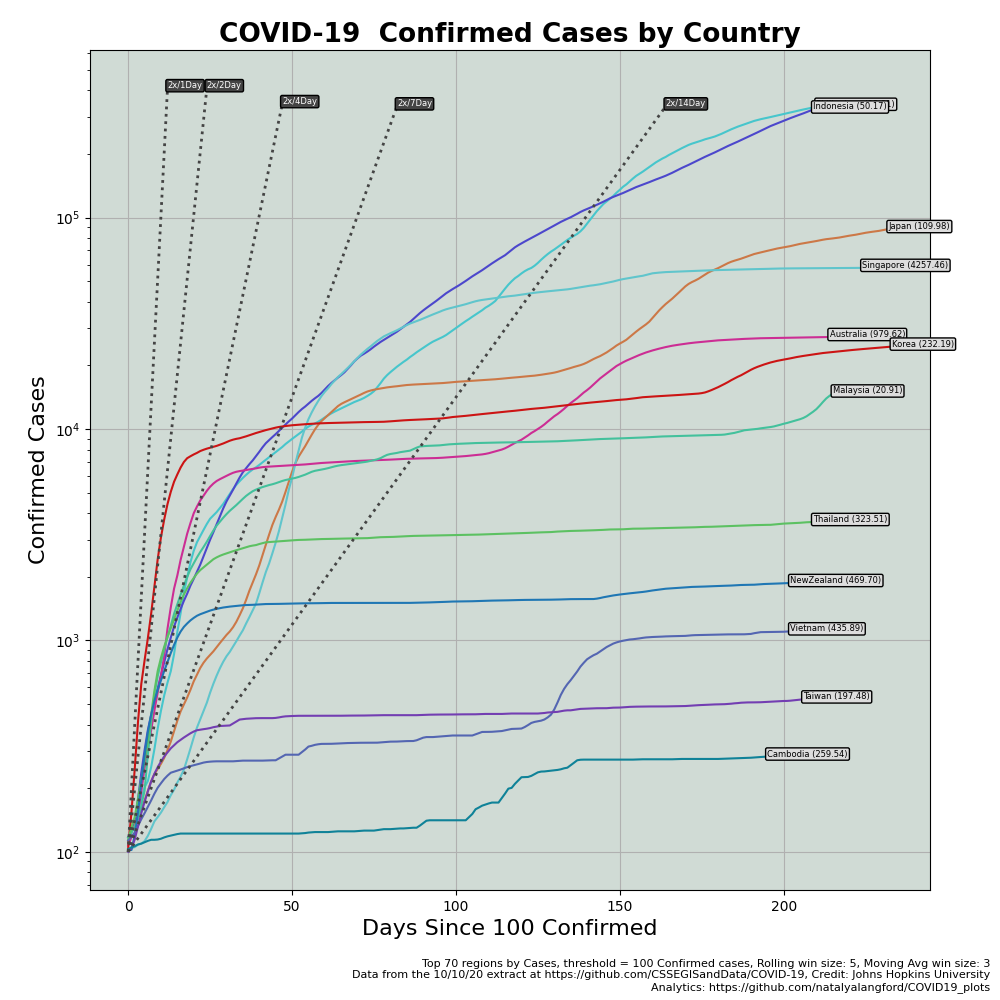 COVID-19  Confirmed Cases by Country
2x/1Day
2x/2Day
2x/4Day
2x/7Day
2x/14Day
Indonesia (50.17)
Japan (109.98)
Singapore (4257.46)
Australia (979.62)
Korea (232.19)
Malaysia (20.91)
Thailand (323.51)
NewZealand (469.70)
Vietnam (435.89)
Taiwan (197.48)
Cambodia (259.54)
Confirmed Cases
10^5
10^4
10^3
10^2
0 50 100 150 200
Days Since 100 Confirmed
Top 70 regions by Cases, threshold = 100 Confirmed cases, Rolling win size: 5, Moving Avg win size: 3
Data from the 10/10/20 extract at https://github.com/CSSEGISandData/COVID-19, Credit: Johns Hopkins University
Analytics: https://github.com/natalyalangford/COVID19_plots